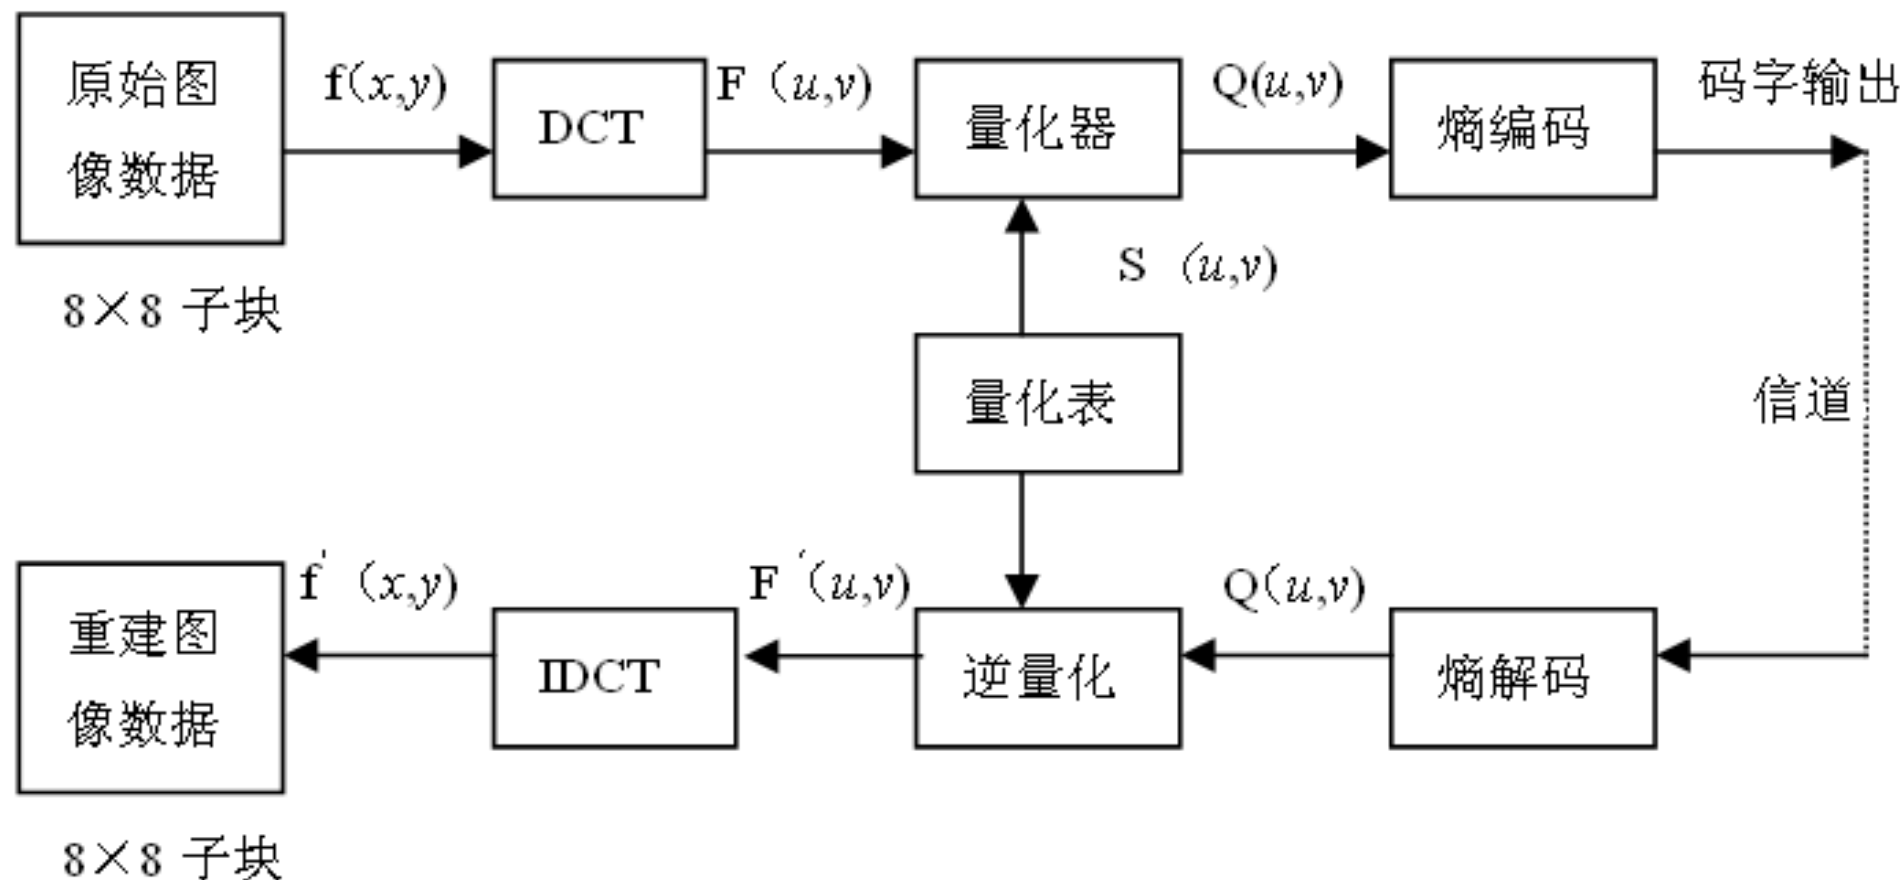 原始图
像数据
f(x,y)
DCT
F（u,v)
量化器
Q(u,v)
熵编码
码字输出
8×8 子块
S （u,v)
量化表
信道
重建图
像数据
f'（x,y)
IDCT
F'（u,v)
逆量化
Q（u,v)
熵解码
8×8 子块